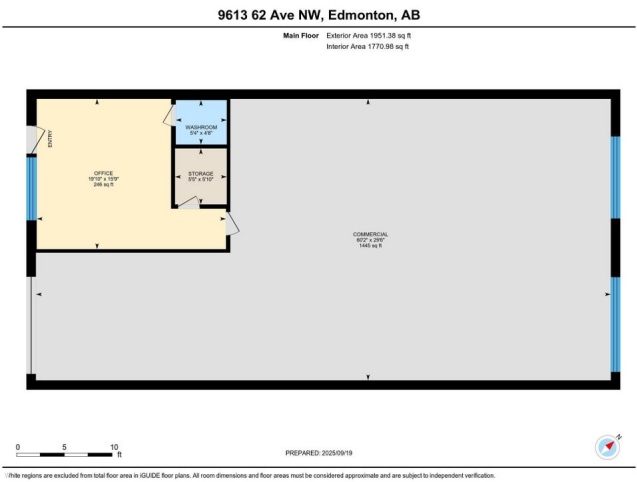 9613 62 Ave NW, Edmonton, AB
Main Floor Exterior Area 1951.38 sq ft
Interior Area 1770.98 sq ft
ENTRY
WASHROOM
5'4" x 4'8"
OFFICE
19'10" x 15'9"
246 sq ft
STORAGE
5'5" x 5'10"
COMMERCIAL
60'2" x 29'6"
1445 sq ft
0 5 10
ft
PREPARED: 2025/09/19
N
White regions are excluded from total floor area in iGUIDE floor plans. All room dimensions and floor areas must be considered approximate and are subject to independent verification.